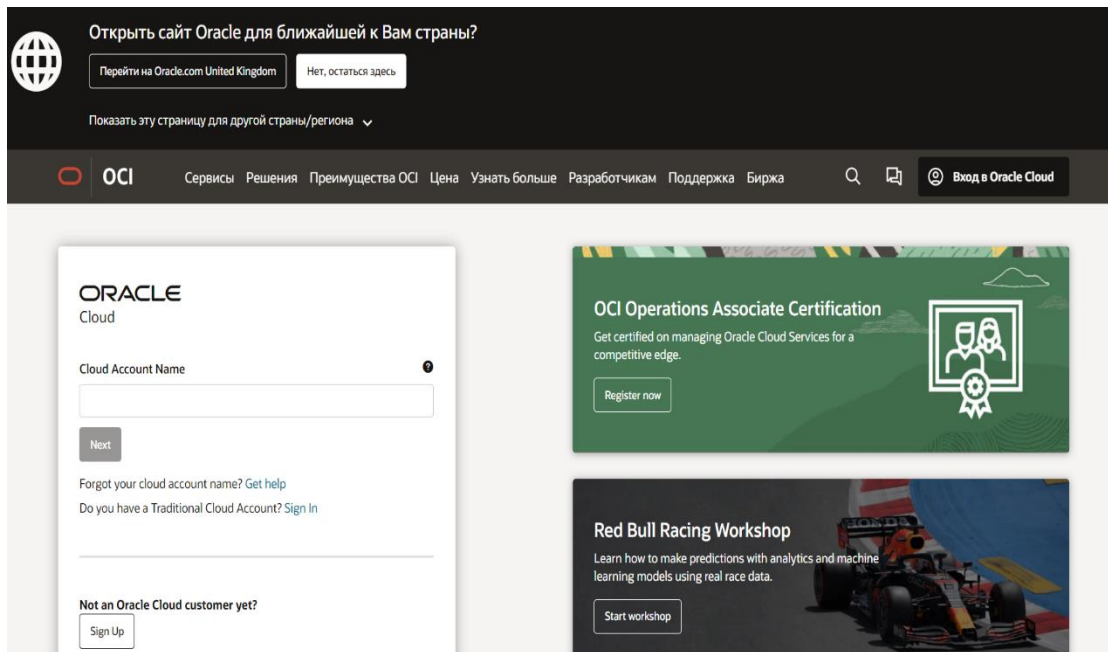 Открыть сайт Oracle для ближайшей к Вам страны?
Перейти на Oracle.com United Kingdom
Нет, остаться здесь
Показать эту страницу для другой страны/региона
OCI
Сервисы Решения Преимущества OCI Цена Узнать больше Разработчикам Поддержка Биржа
Вход в Oracle Cloud
ORACLE
Cloud
Cloud Account Name
Next
Forgot your cloud account name? Get help
Do you have a Traditional Cloud Account? Sign In
Not an Oracle Cloud customer yet?
Sign Up
OCI Operations Associate Certification
Get certified on managing Oracle Cloud Services for a
competitive edge.
Register now
Red Bull Racing Workshop
Learn how to make predictions with analytics and machine
learning models using real race data.
Start workshop
HONDA